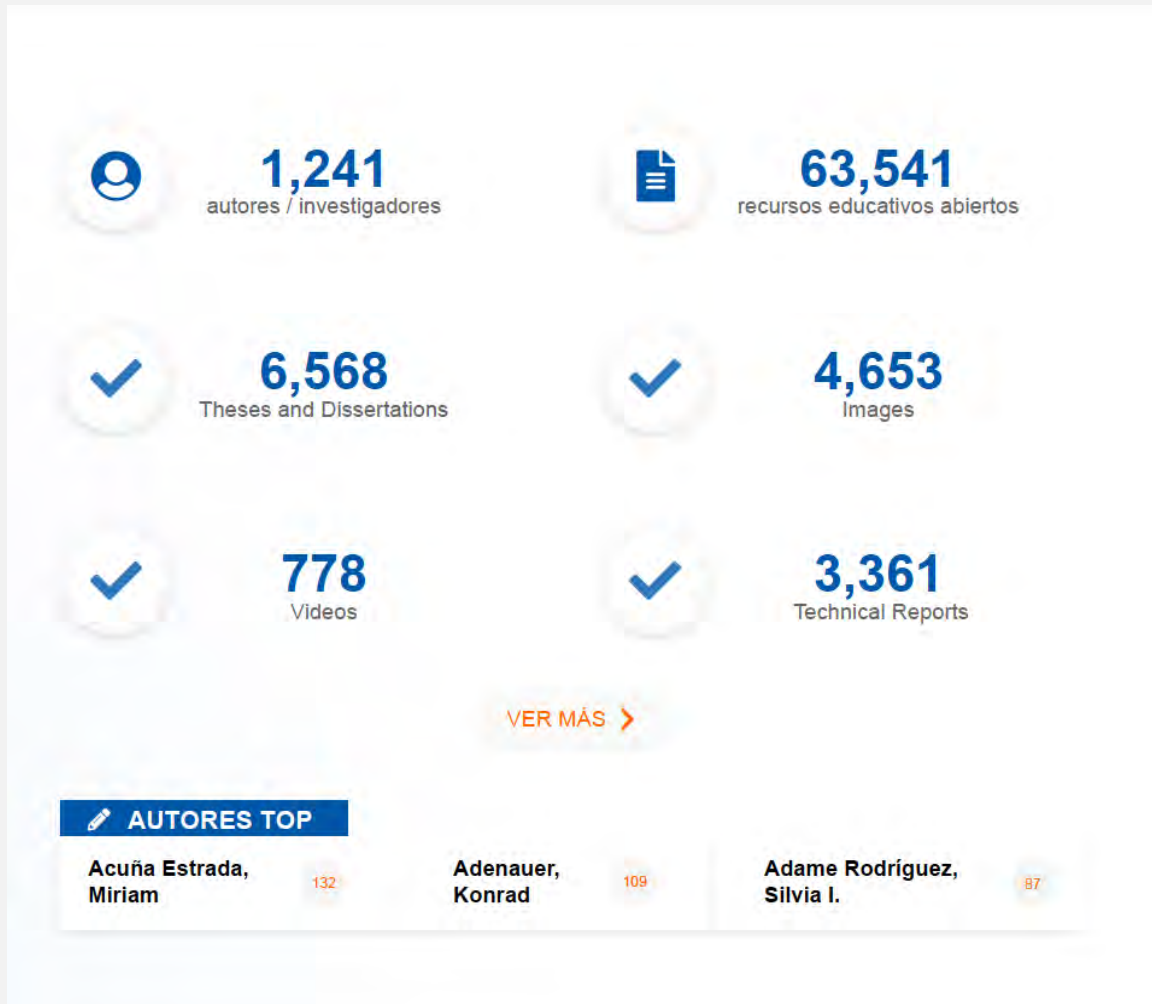 1,241
autores / investigadores
63,541
recursos educativos abiertos
6,568
Theses and Dissertations
4,653
Images
778
Videos
3,361
Technical Reports
VER MÁS
AUTORES TOP
Acuña Estrada,
Miriam
132
Adenauer,
Konrad
109
Adame Rodríguez,
Silvia I.
87